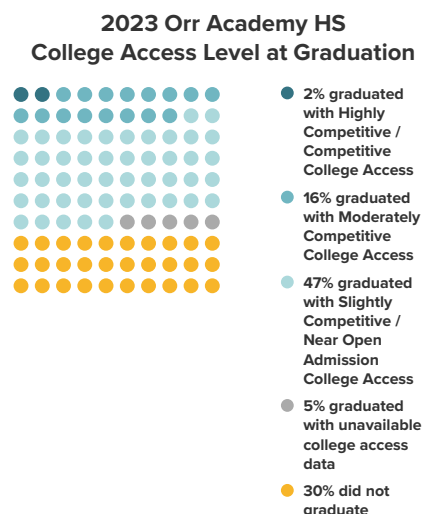 2023 Orr Academy HS
College Access Level at Graduation
2% graduated
with Highly
Competitive /
Competitive
College Access
16% graduated
with Moderately
Competitive
College Access
47% graduated
with Slightly
Competitive /
Near Open
Admission
College Access
5% graduated
with unavailable
college access
data
30% did not
graduate